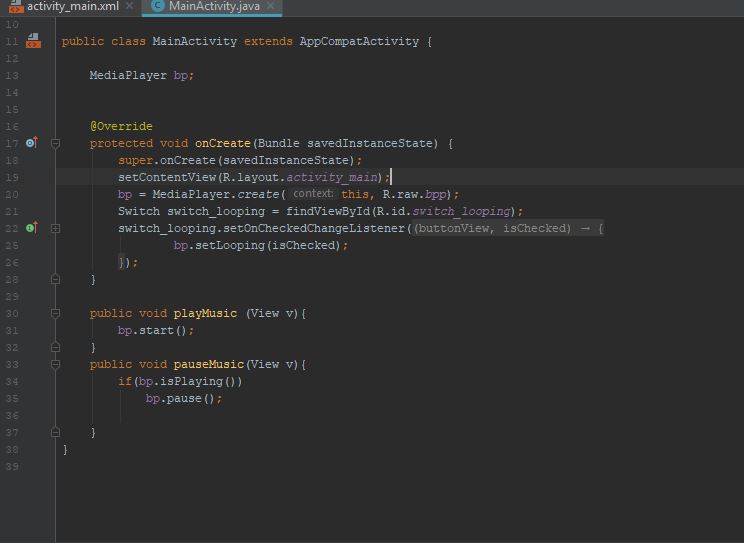 activity_main.xml × MainActivity.java ×
10
11 public class MainActivity extends AppCompatActivity {
12
13 MediaPlayer bp;
14
15
16 @Override
17 protected void onCreate(Bundle savedInstanceState) {
18 super.onCreate(savedInstanceState);
19 setContentView(R.layout.activity_main);
20 bp = MediaPlayer.create( context: this, R.raw.bpp);
21 Switch switch_looping = findViewById(R.id.switch_looping);
22 switch_looping.setOnCheckedChangeListener((buttonView, isChecked) → {
25 bp.setLooping(isChecked);
26 });
28 }
29
30 public void playMusic (View v){
31 bp.start();
32 }
33 public void pauseMusic(View v){
34 if(bp.isPlaying())
35 bp.pause();
36
37 }
38 }
39